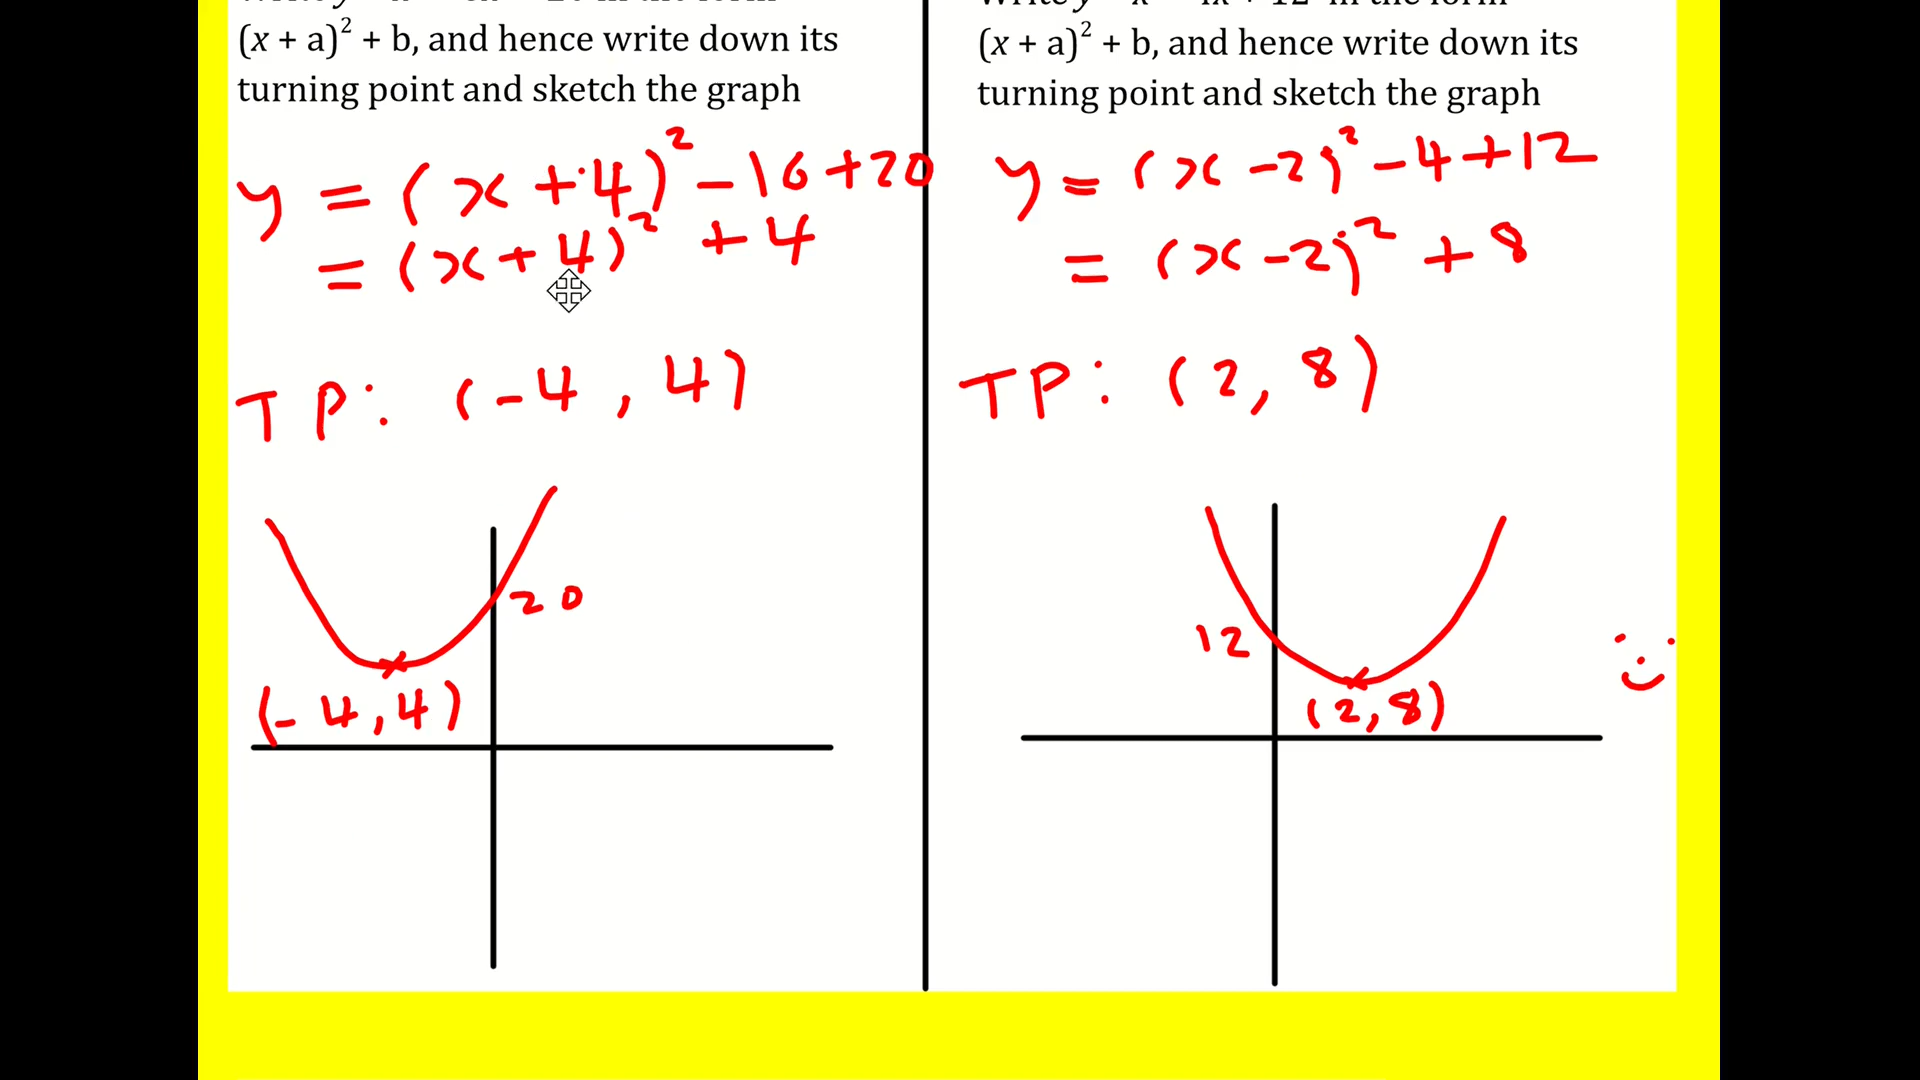 (x + a)² + b, and hence write down its
turning point and sketch the graph
y = (x + 4)² − 16 + 20
= (x + 4)² + 4
TP: (-4, 4)
20
(-4, 4)
(x + a)² + b, and hence write down its
turning point and sketch the graph
y = (x − 2)² − 4 + 12
= (x − 2)² + 8
TP: (2, 8)
12
(2, 8)